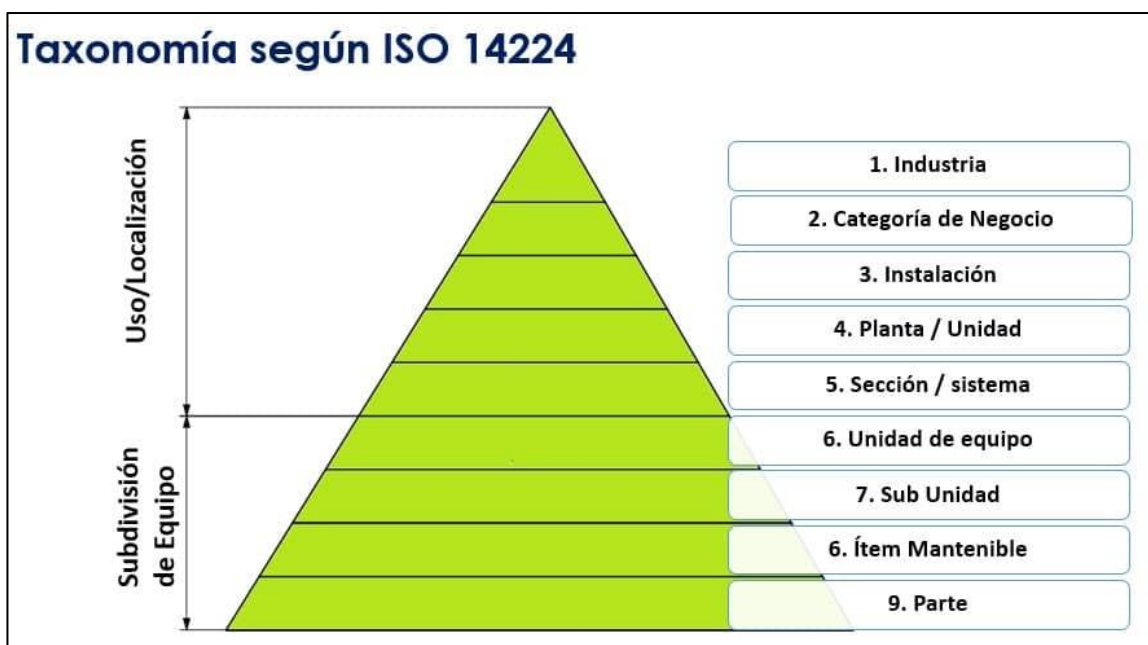 Taxonomía según ISO 14224
Uso/Localización
Subdivisión
de Equipo
1. Industria
2. Categoría de Negocio
3. Instalación
4. Planta / Unidad
5. Sección / sistema
6. Unidad de equipo
7. Sub Unidad
6. Ítem Mantenible
9. Parte